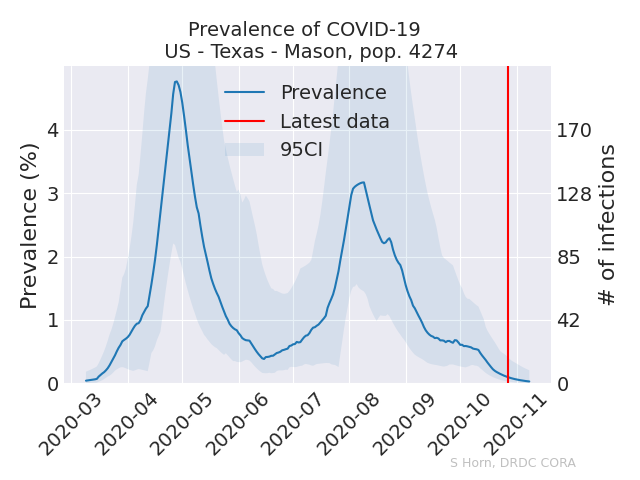 Prevalence of COVID-19
US - Texas - Mason, pop. 4274
Prevalence
Latest data
95CI
Prevalence (%)
4
3
2
1
0
170
128
85
42
0
# of infections
2020-03
2020-04
2020-05
2020-06
2020-07
2020-08
2020-09
2020-10
2020-11
S Horn, DRDC CORA